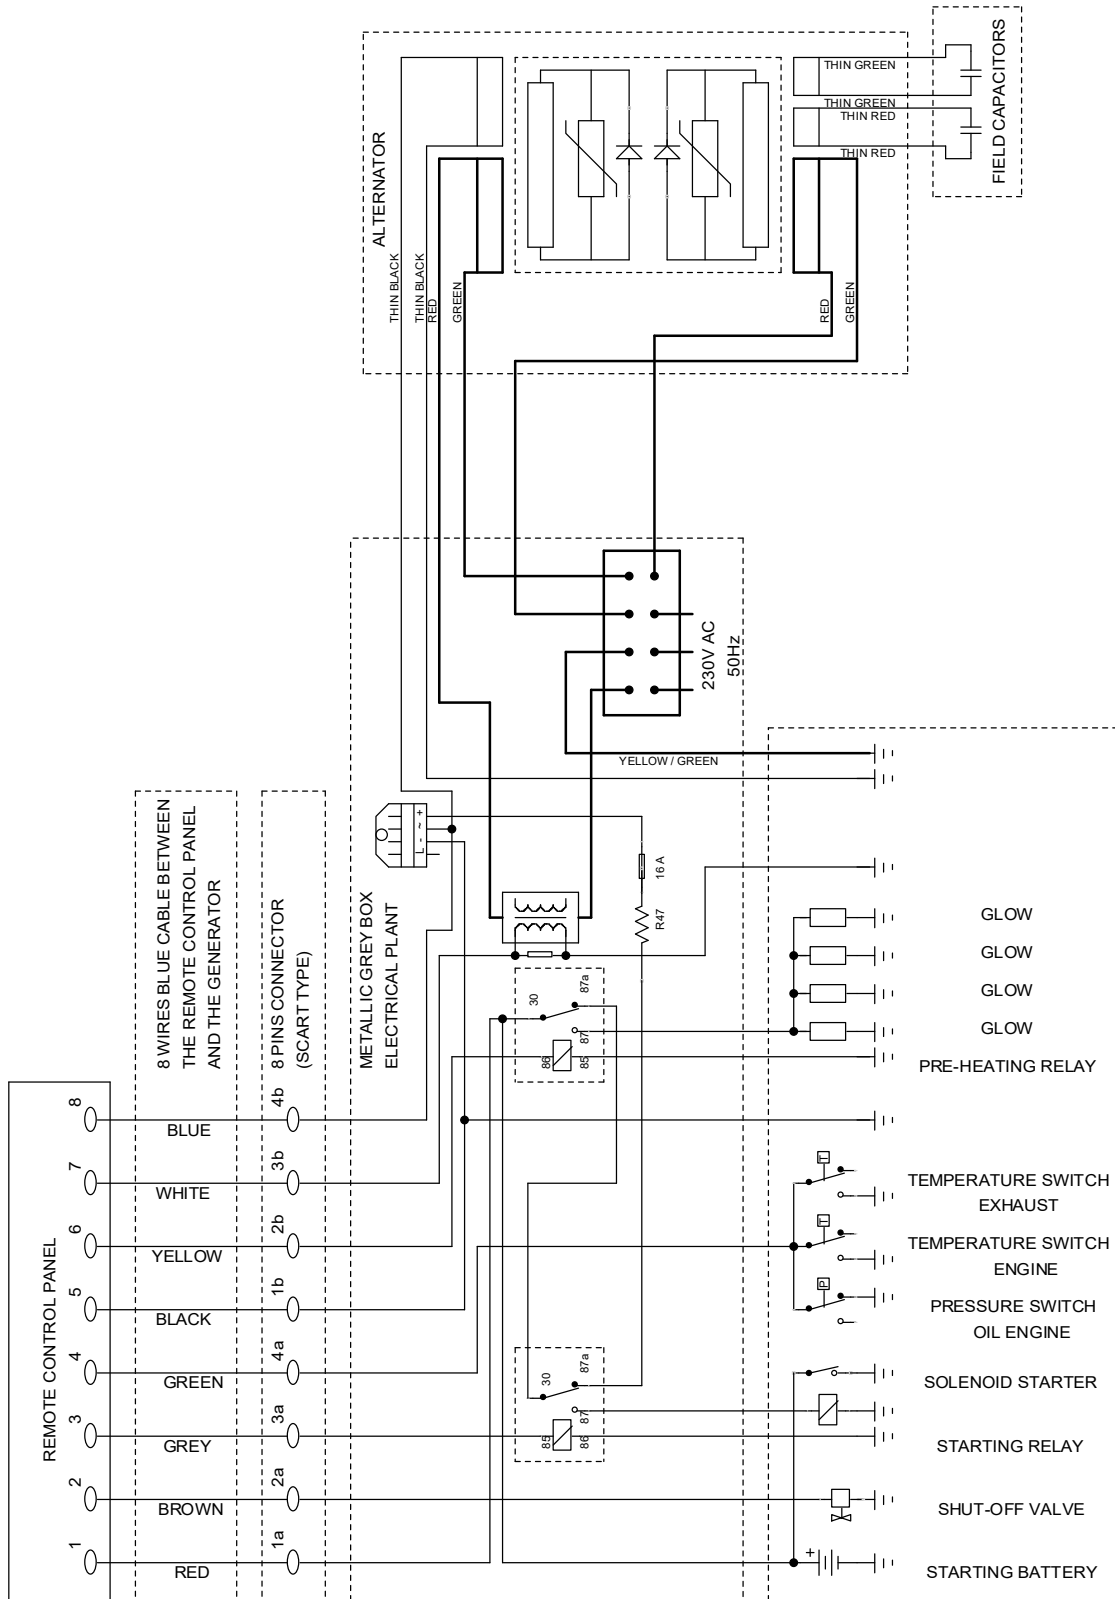 THIN GREEN
THIN GREEN
THIN RED
THIN RED
FIELD CAPACITORS
ALTERNATOR
THIN BLACK
THIN BLACK
RED
GREEN
RED
GREEN
230V AC
50Hz
YELLOW / GREEN
8 WIRES BLUE CABLE BETWEEN
THE REMOTE CONTROL PANEL
AND THE GENERATOR
8 PINS CONNECTOR
(SCART TYPE)
METALLIC GREY BOX
ELECTRICAL PLANT
L - ~ +
16 A
R47
30
87a
87
86
85
GLOW
GLOW
GLOW
GLOW
PRE-HEATING RELAY
REMOTE CONTROL PANEL
8
BLUE
4b
7
WHITE
3b
6
YELLOW
2b
5
BLACK
1b
4
GREEN
4a
3
GREY
3a
2
BROWN
2a
1
RED
1a
T
TEMPERATURE SWITCH
EXHAUST
T
TEMPERATURE SWITCH
ENGINE
P
PRESSURE SWITCH
OIL ENGINE
30
87a
87
85
86
SOLENOID STARTER
STARTING RELAY
SHUT-OFF VALVE
+
STARTING BATTERY